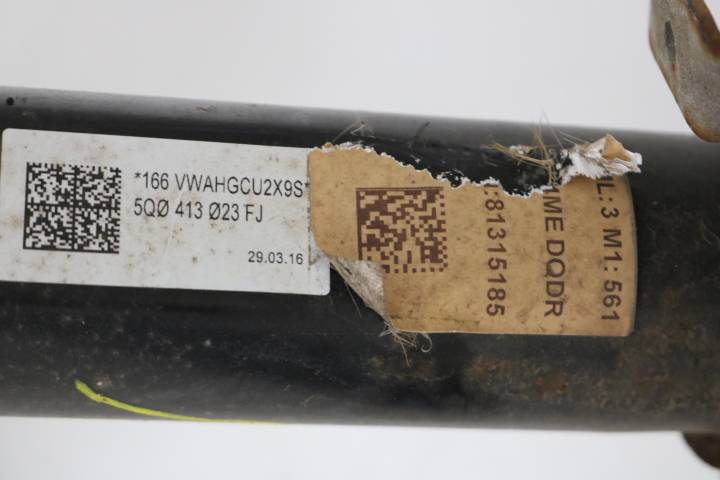 *166 VWAHGCU2X9S*
5QØ 413 Ø23 FJ
29.03.16
L: 3 M1: 561
ME DQDR
:81315185